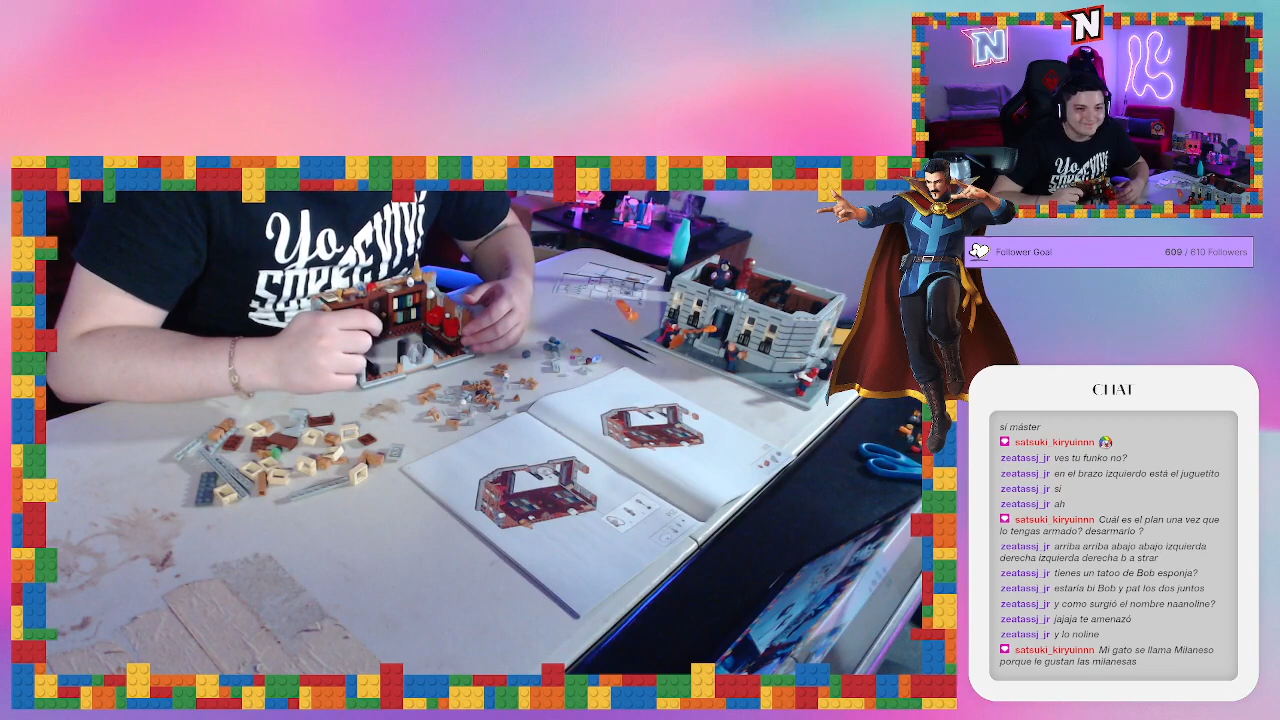 N
N
Yo
Follower Goal
609 / 610 Followers
Yo
CHAT
si máster
satsuki_kiryuinnn
zeatassj_jr ves tu funko no?
zeatassj_jr en el brazo izquierdo está el juguetito
zeatassj_jr si
zeatassj_jr ah
satsuki_kiryuinnn Cuál es el plan una vez que
lo tengas armado? desarmarlo ?
zeatassj_jr arriba arriba abajo abajo izquierda
derecha izquierda derecha b a strar
zeatassj_jr tienes un tatoo de Bob esponja?
zeatassj_jr estaría bi Bob y pat los dos juntos
zeatassj_jr y como surgió el nombre naanoline?
zeatassj_jr jajaja te amenazó
zeatassj_jr y lo noline
satsuki_kiryuinnn Mi gato se llama Milaneso
porque le gustan las milanesas